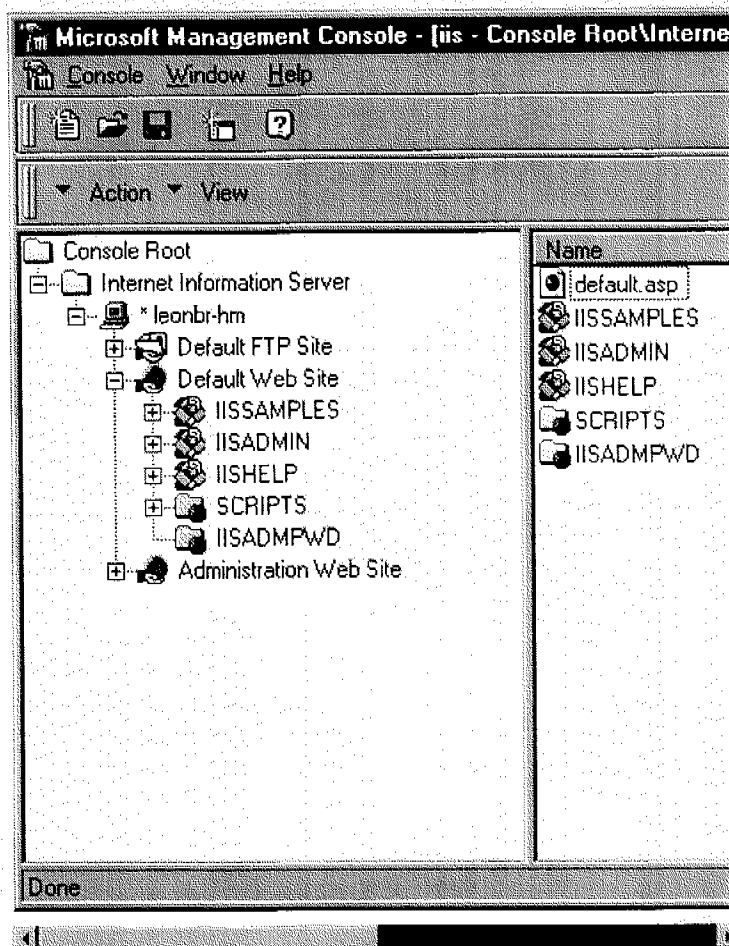 Microsoft Management Console - [iis - Console Root\Interne
Console Window Help
Action View
Console Root
Internet Information Server
* leonbr-hm
Default FTP Site
Default Web Site
IISSAMPLES
IISADMIN
IISHELP
SCRIPTS
IISADMPWD
Administration Web Site
Name
default.asp
IISSAMPLES
IISADMIN
IISHELP
SCRIPTS
IISADMPWD
Done